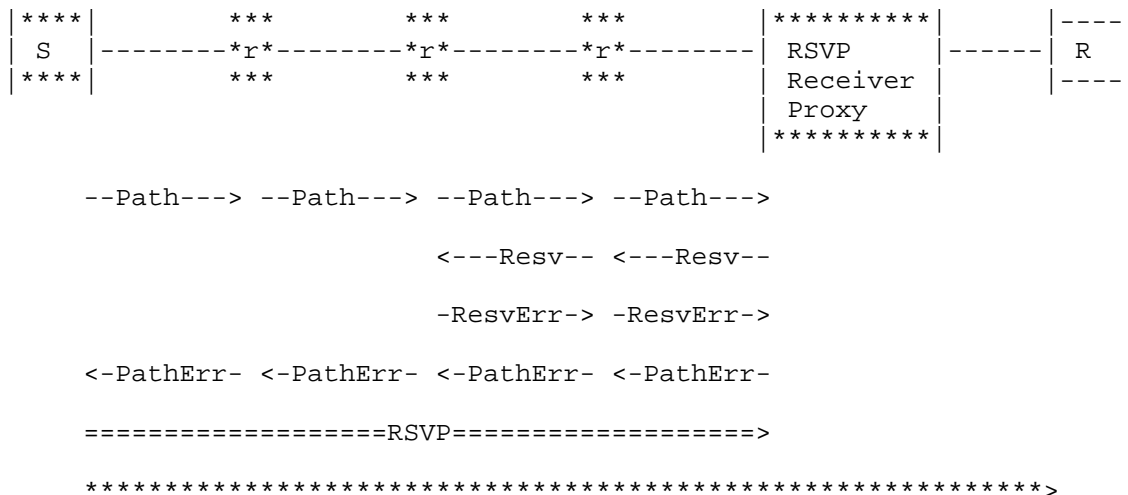 |****|          ***          ***          ***          |**********|       |----
| S  |--------*r*--------*r*--------*r*--------| RSVP     |------| R
|****|          ***          ***          ***          | Receiver |       |----
| Proxy    |
|**********|
--Path---> --Path---> --Path---> --Path--->
<---Resv-- <---Resv--
-ResvErr-> -ResvErr->
<-PathErr- <-PathErr- <-PathErr- <-PathErr-
===================RSVP===================>
************************************************************>